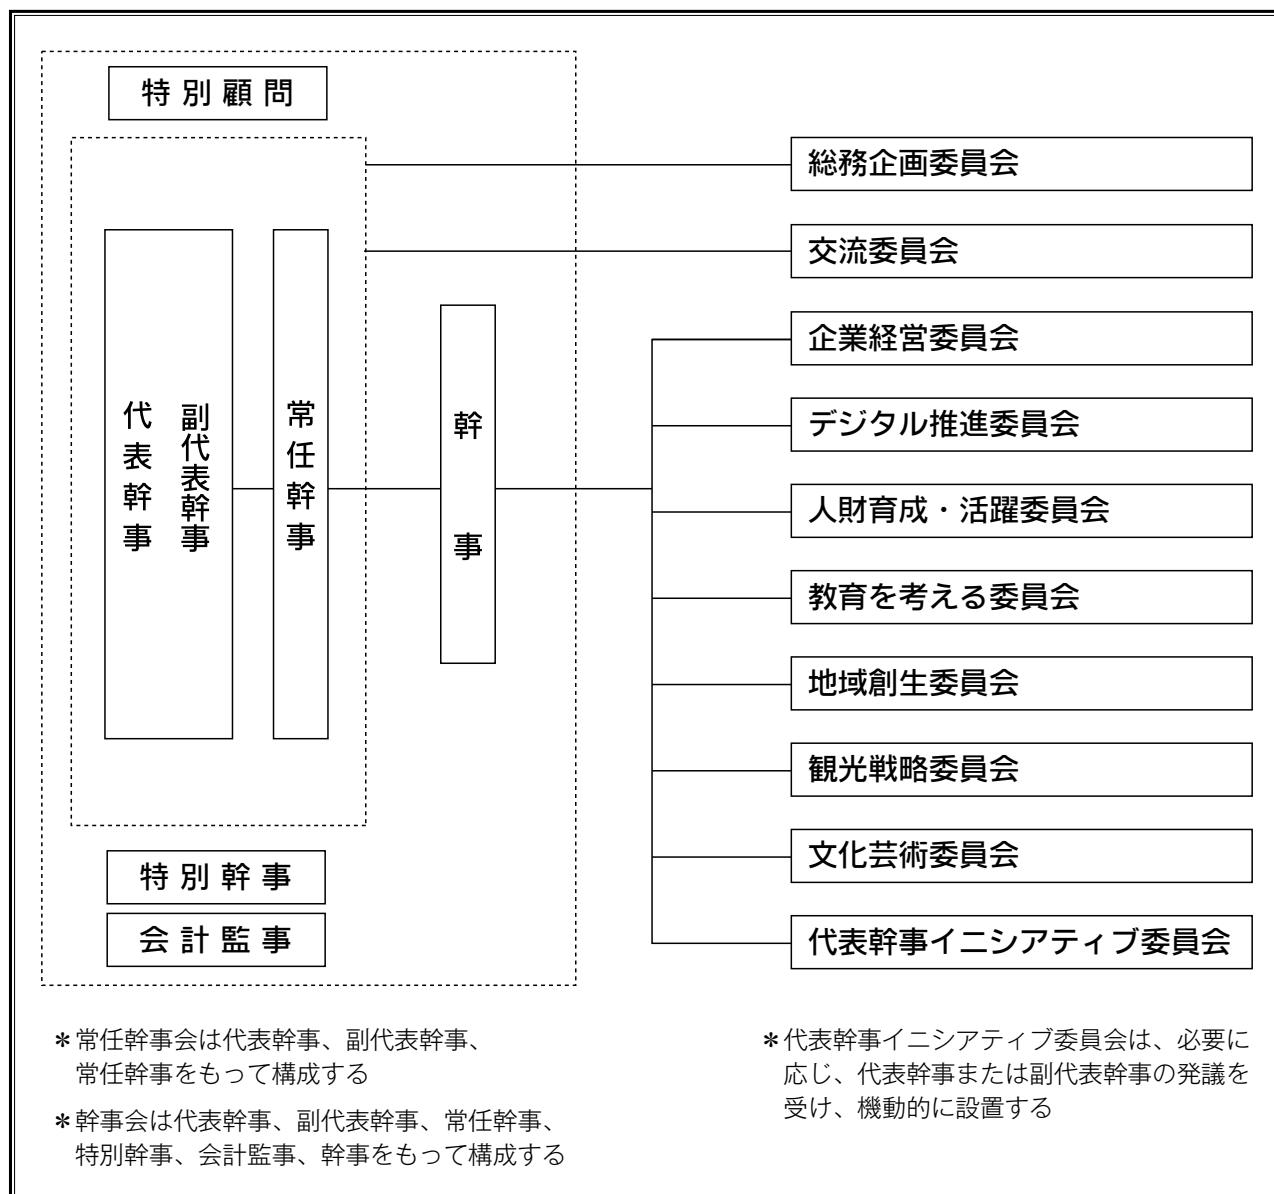 特別顧問
代表幹事
副代表幹事
常任幹事
幹事
特別幹事
会計監事
総務企画委員会
交流委員会
企業経営委員会
デジタル推進委員会
人財育成・活躍委員会
教育を考える委員会
地域創生委員会
観光戦略委員会
文化芸術委員会
代表幹事イニシアティブ委員会
＊常任幹事会は代表幹事、副代表幹事、
常任幹事をもって構成する
＊幹事会は代表幹事、副代表幹事、常任幹事、
特別幹事、会計監事、幹事をもって構成する
＊代表幹事イニシアティブ委員会は、必要に
応じ、代表幹事または副代表幹事の発議を
受け、機動的に設置する